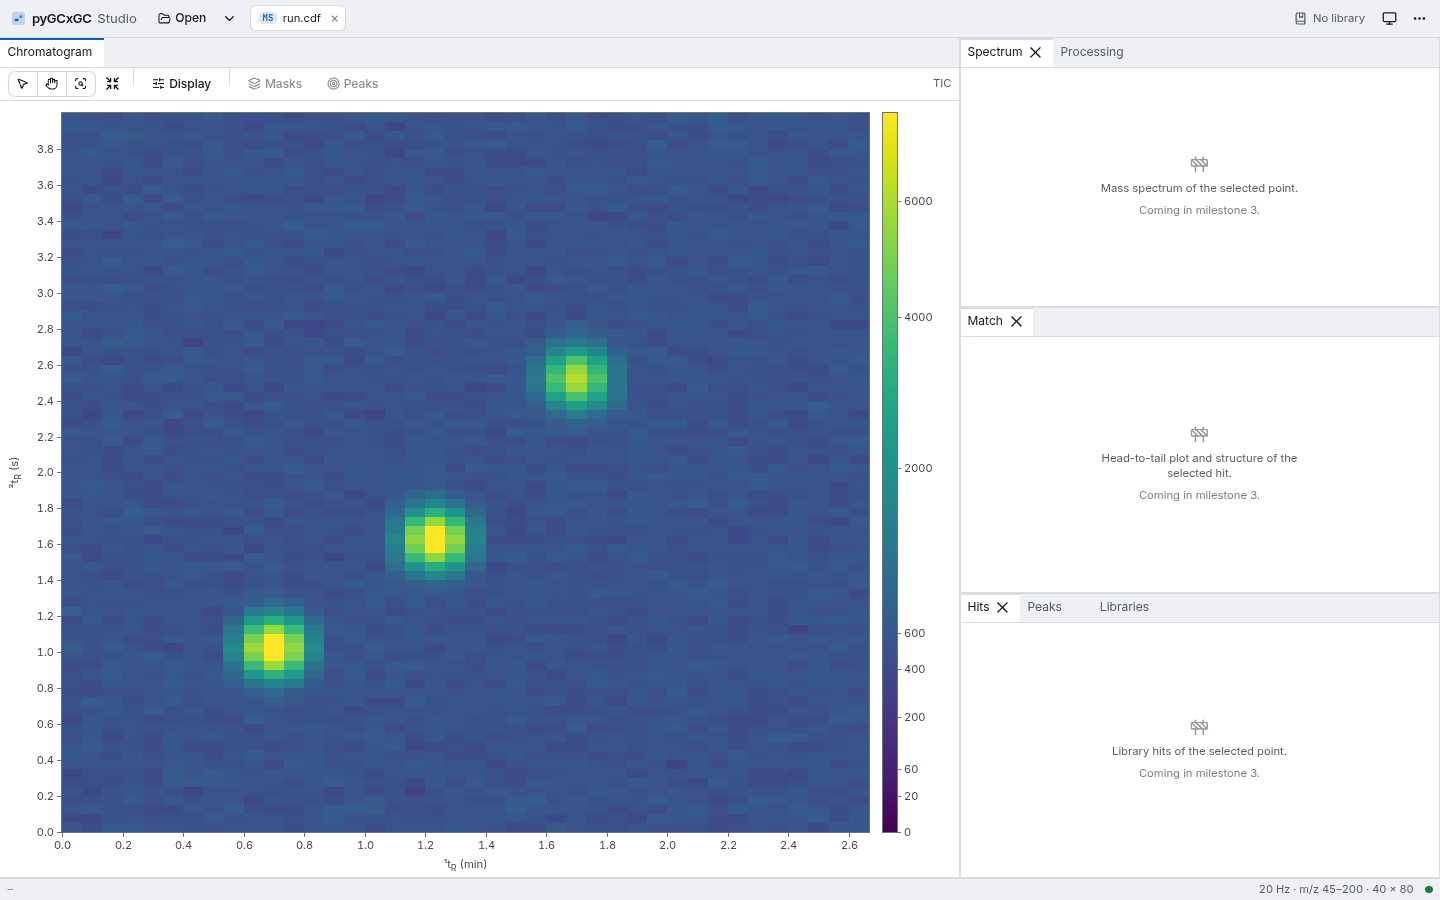 pyGCxGC Studio Open MS run.cdf × No library
Chromatogram
Display Masks Peaks TIC
3.8
3.6
3.4
3.2
3.0
2.8
2.6
2.4
2.2
2.0
1.8
1.6
1.4
1.2
1.0
0.8
0.6
0.4
0.2
0.0
²tR (s)
0.0 0.2 0.4 0.6 0.8 1.0 1.2 1.4 1.6 1.8 2.0 2.2 2.4 2.6
¹tR (min)
6000
4000
2000
600
400
200
60
20
0
Spectrum Processing
Mass spectrum of the selected point.
Coming in milestone 3.
Match
Head-to-tail plot and structure of the
selected hit.
Coming in milestone 3.
Hits Peaks Libraries
Library hits of the selected point.
Coming in milestone 3.
– 20 Hz · m/z 45–200 · 40 × 80